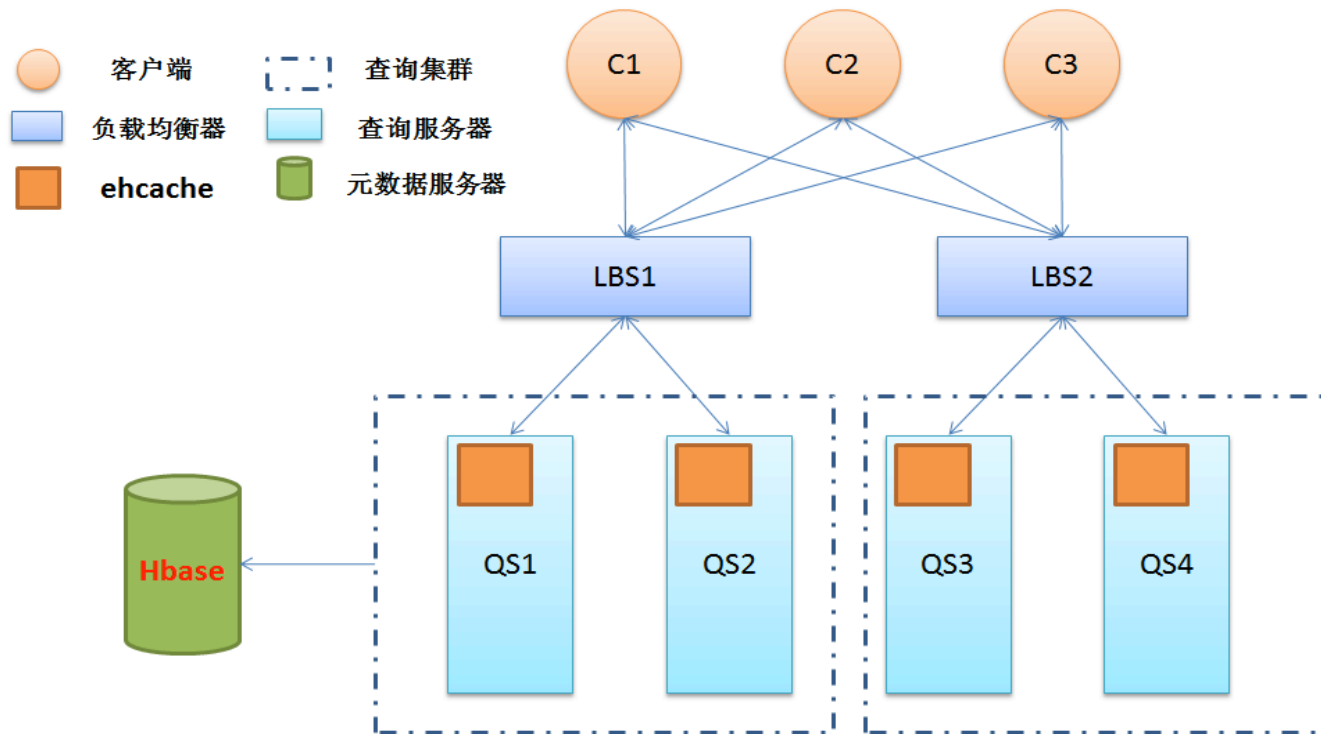 客户端
查询集群
负载均衡器
查询服务器
ehcache
元数据服务器
C1
C2
C3
LBS1
LBS2
Hbase
QS1
QS2
QS3
QS4